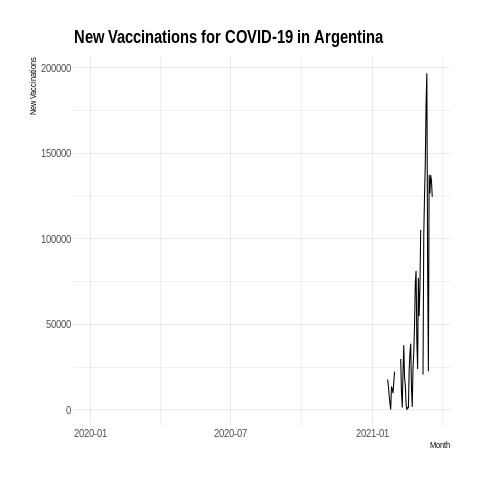 New Vaccinations for COVID-19 in Argentina
New Vaccinations
200000
150000
100000
50000
0
2020-01 2020-07 2021-01
Month